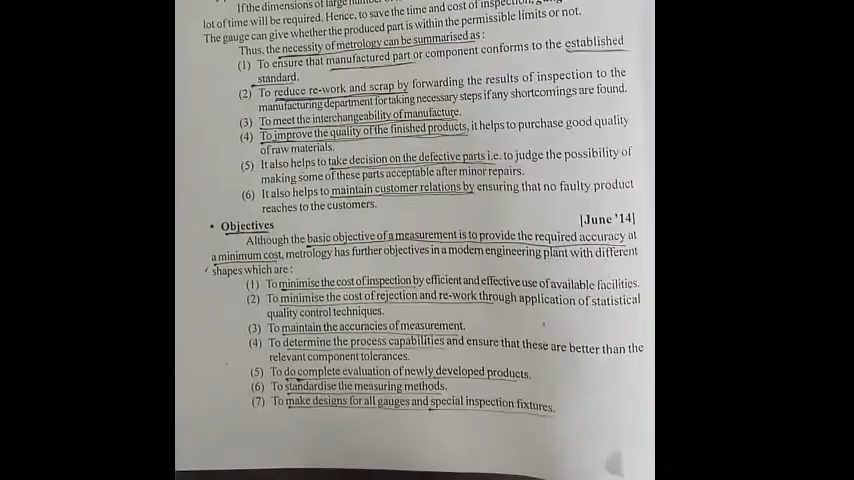 If the dimensions of large number of
lot of time will be required. Hence, to save the time and cost of inspection,
The gauge can give whether the produced part is within the permissible limits or not.
Thus, the necessity of metrology can be summarised as :
(1) To ensure that manufactured part or component conforms to the established
standard.
(2) To reduce re-work and scrap by forwarding the results of inspection to the
manufacturing department for taking necessary steps if any shortcomings are found.
(3) To meet the interchangeability of manufacture.
(4) To improve the quality of the finished products, it helps to purchase good quality
of raw materials.
(5) It also helps to take decision on the defective parts i.e. to judge the possibility of
making some of these parts acceptable after minor repairs.
(6) It also helps to maintain customer relations by ensuring that no faulty product
reaches to the customers.
• Objectives [June '14]
Although the basic objective of a measurement is to provide the required accuracy at
a minimum cost, metrology has further objectives in a modern engineering plant with different
shapes which are :
(1) To minimise the cost of inspection by efficient and effective use of available facilities.
(2) To minimise the cost of rejection and re-work through application of statistical
quality control techniques.
(3) To maintain the accuracies of measurement.
(4) To determine the process capabilities and ensure that these are better than the
relevant component tolerances.
(5) To do complete evaluation of newly developed products.
(6) To standardise the measuring methods.
(7) To make designs for all gauges and special inspection fixtures.